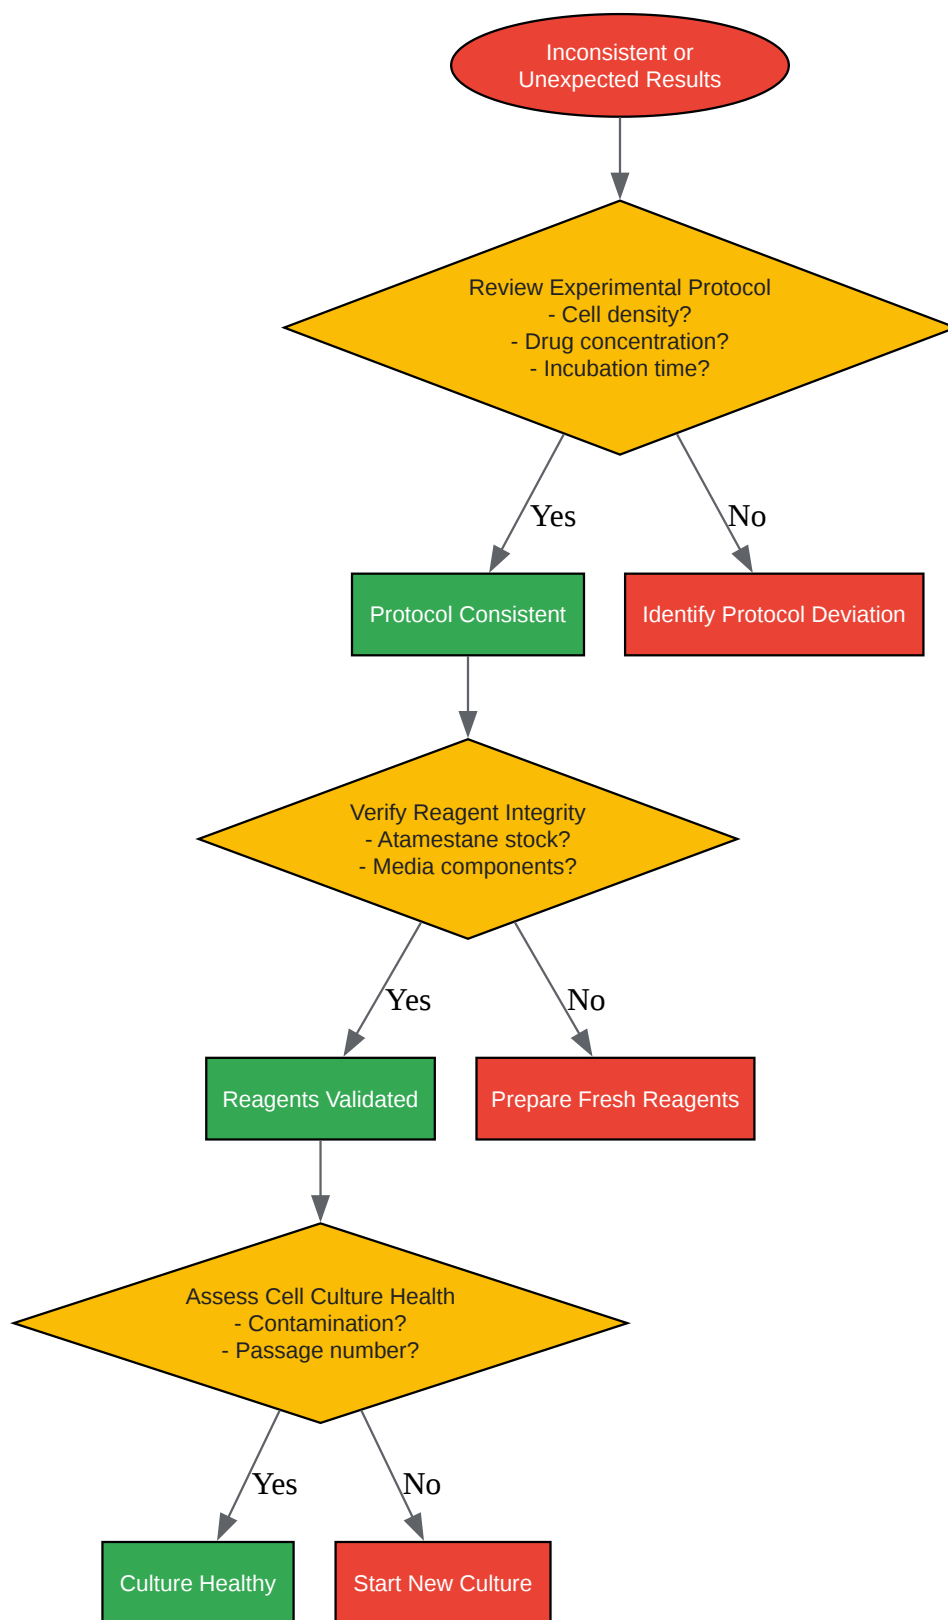 Inconsistent or
Unexpected Results
Review Experimental Protocol
- Cell density?
- Drug concentration?
- Incubation time?
Yes
No
Protocol Consistent
Identify Protocol Deviation
Verify Reagent Integrity
- Atamestane stock?
- Media components?
Yes
No
Reagents Validated
Prepare Fresh Reagents
Assess Cell Culture Health
- Contamination?
- Passage number?
Yes
No
Culture Healthy
Start New Culture